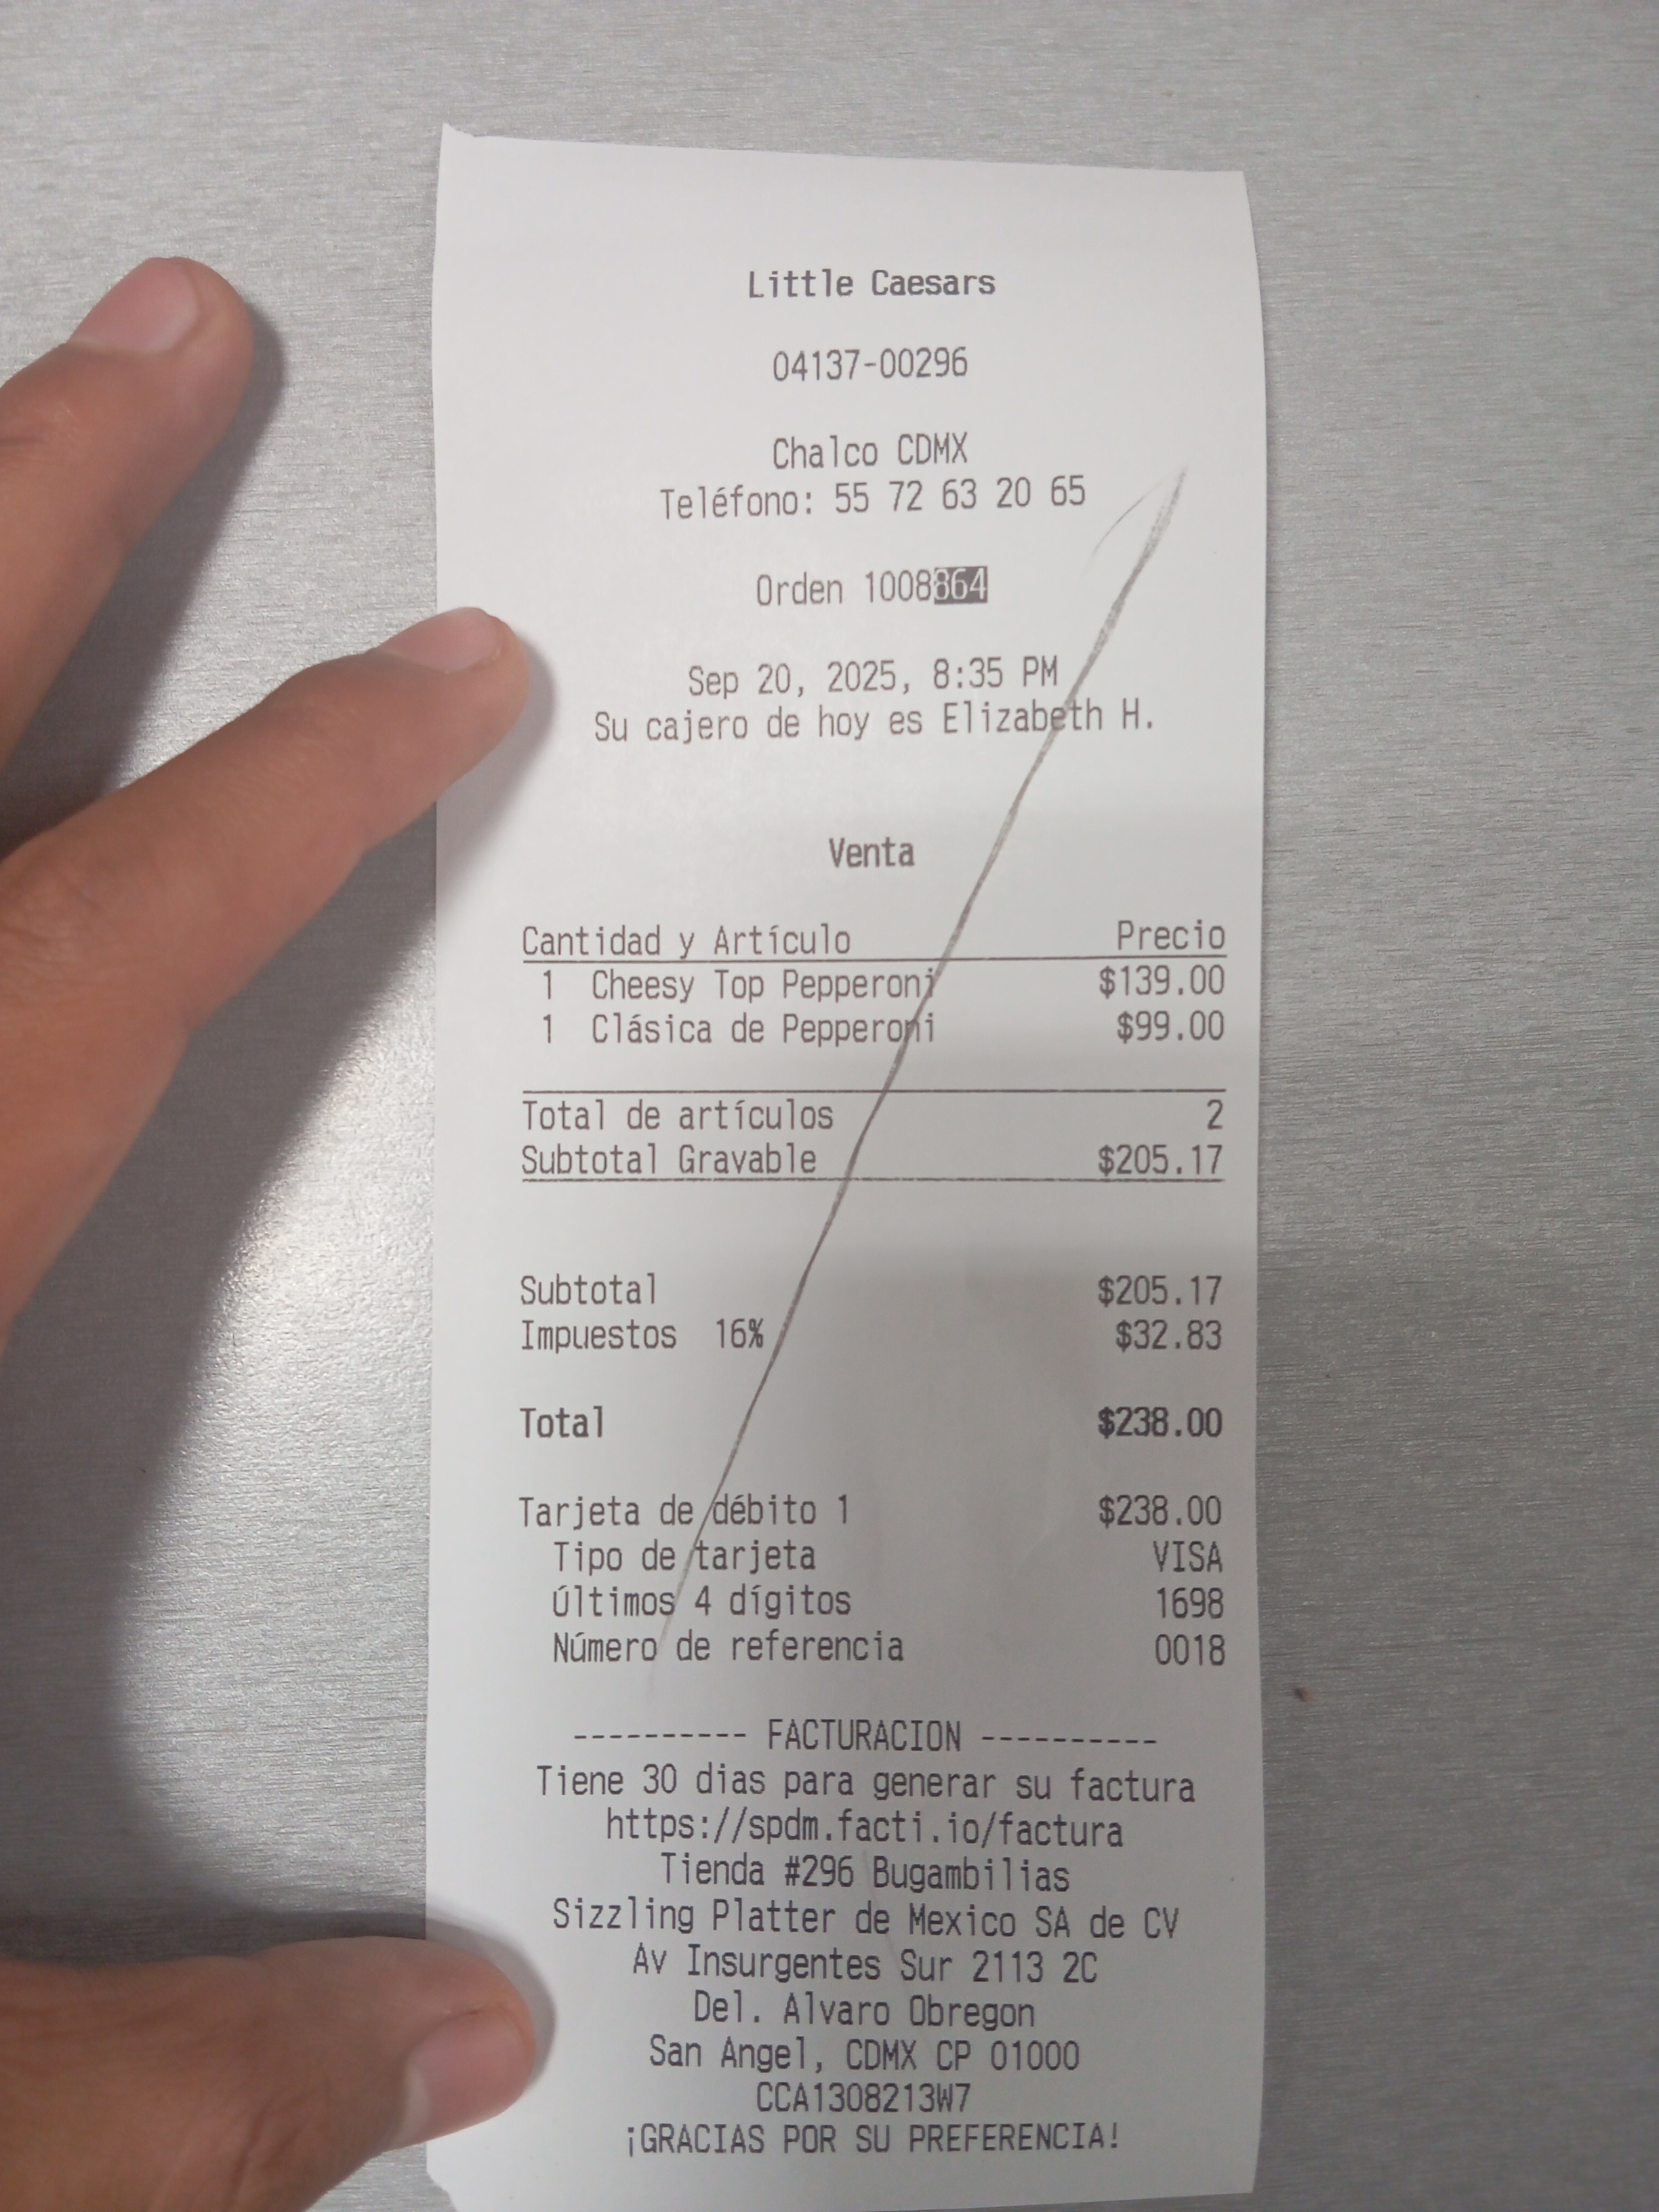 Little Caesars
04137-00296
Chalco CDMX
Teléfono: 55 72 63 20 65
Orden 1008864
Sep 20, 2025, 8:35 PM
Su cajero de hoy es Elizabeth H.
Venta
Cantidad y Artículo Precio
1 Cheesy Top Pepperoni $139.00
1 Clásica de Pepperoni $99.00
Total de artículos 2
Subtotal Gravable $205.17
Subtotal $205.17
Impuestos 16% $32.83
Total $238.00
Tarjeta de débito 1 $238.00
Tipo de tarjeta VISA
Últimos 4 dígitos 1698
Número de referencia 0018
---------- FACTURACION ----------
Tiene 30 dias para generar su factura
https://spdm.facti.io/factura
Tienda #296 Bugambilias
Sizzling Platter de Mexico SA de CV
Av Insurgentes Sur 2113 2C
Del. Alvaro Obregon
San Angel, CDMX CP 01000
CCA1308213W7
¡GRACIAS POR SU PREFERENCIA!